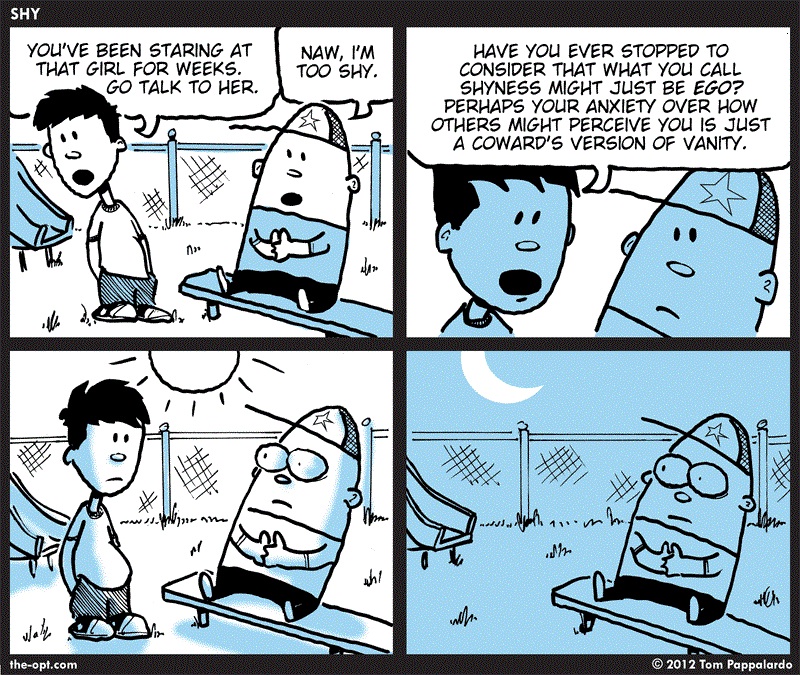 SHY
YOU'VE BEEN STARING AT
THAT GIRL FOR WEEKS.
GO TALK TO HER.
NAW, I'M
TOO SHY.
HAVE YOU EVER STOPPED TO
CONSIDER THAT WHAT YOU CALL
SHYNESS MIGHT JUST BE EGO?
PERHAPS YOUR ANXIETY OVER HOW
OTHERS MIGHT PERCEIVE YOU IS JUST
A COWARD'S VERSION OF VANITY.
the-opt.com
© 2012 Tom Pappalardo